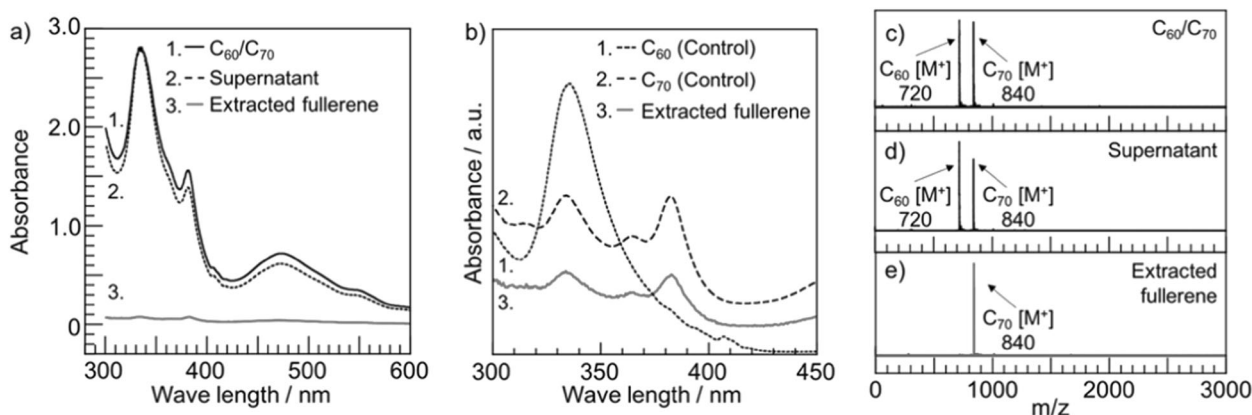 a)
3.0
2.0
1.0
0
Absorbance
1. C₆₀/C₇₀
2. Supernatant
3. Extracted fullerene
1.
2.
3.
300 400 500 600
Wave length / nm
b)
Absorbance / a.u.
1. C₆₀ (Control)
2. C₇₀ (Control)
3. Extracted fullerene
2.
1.
3.
300 350 400 450
Wave length / nm
c) C₆₀/C₇₀
C₆₀ [M⁺] C₇₀ [M⁺]
720 840
d) Supernatant
C₆₀ [M⁺] C₇₀ [M⁺]
720 840
e) Extracted
fullerene
C₇₀ [M⁺]
840
0 1000 2000 3000
m/z